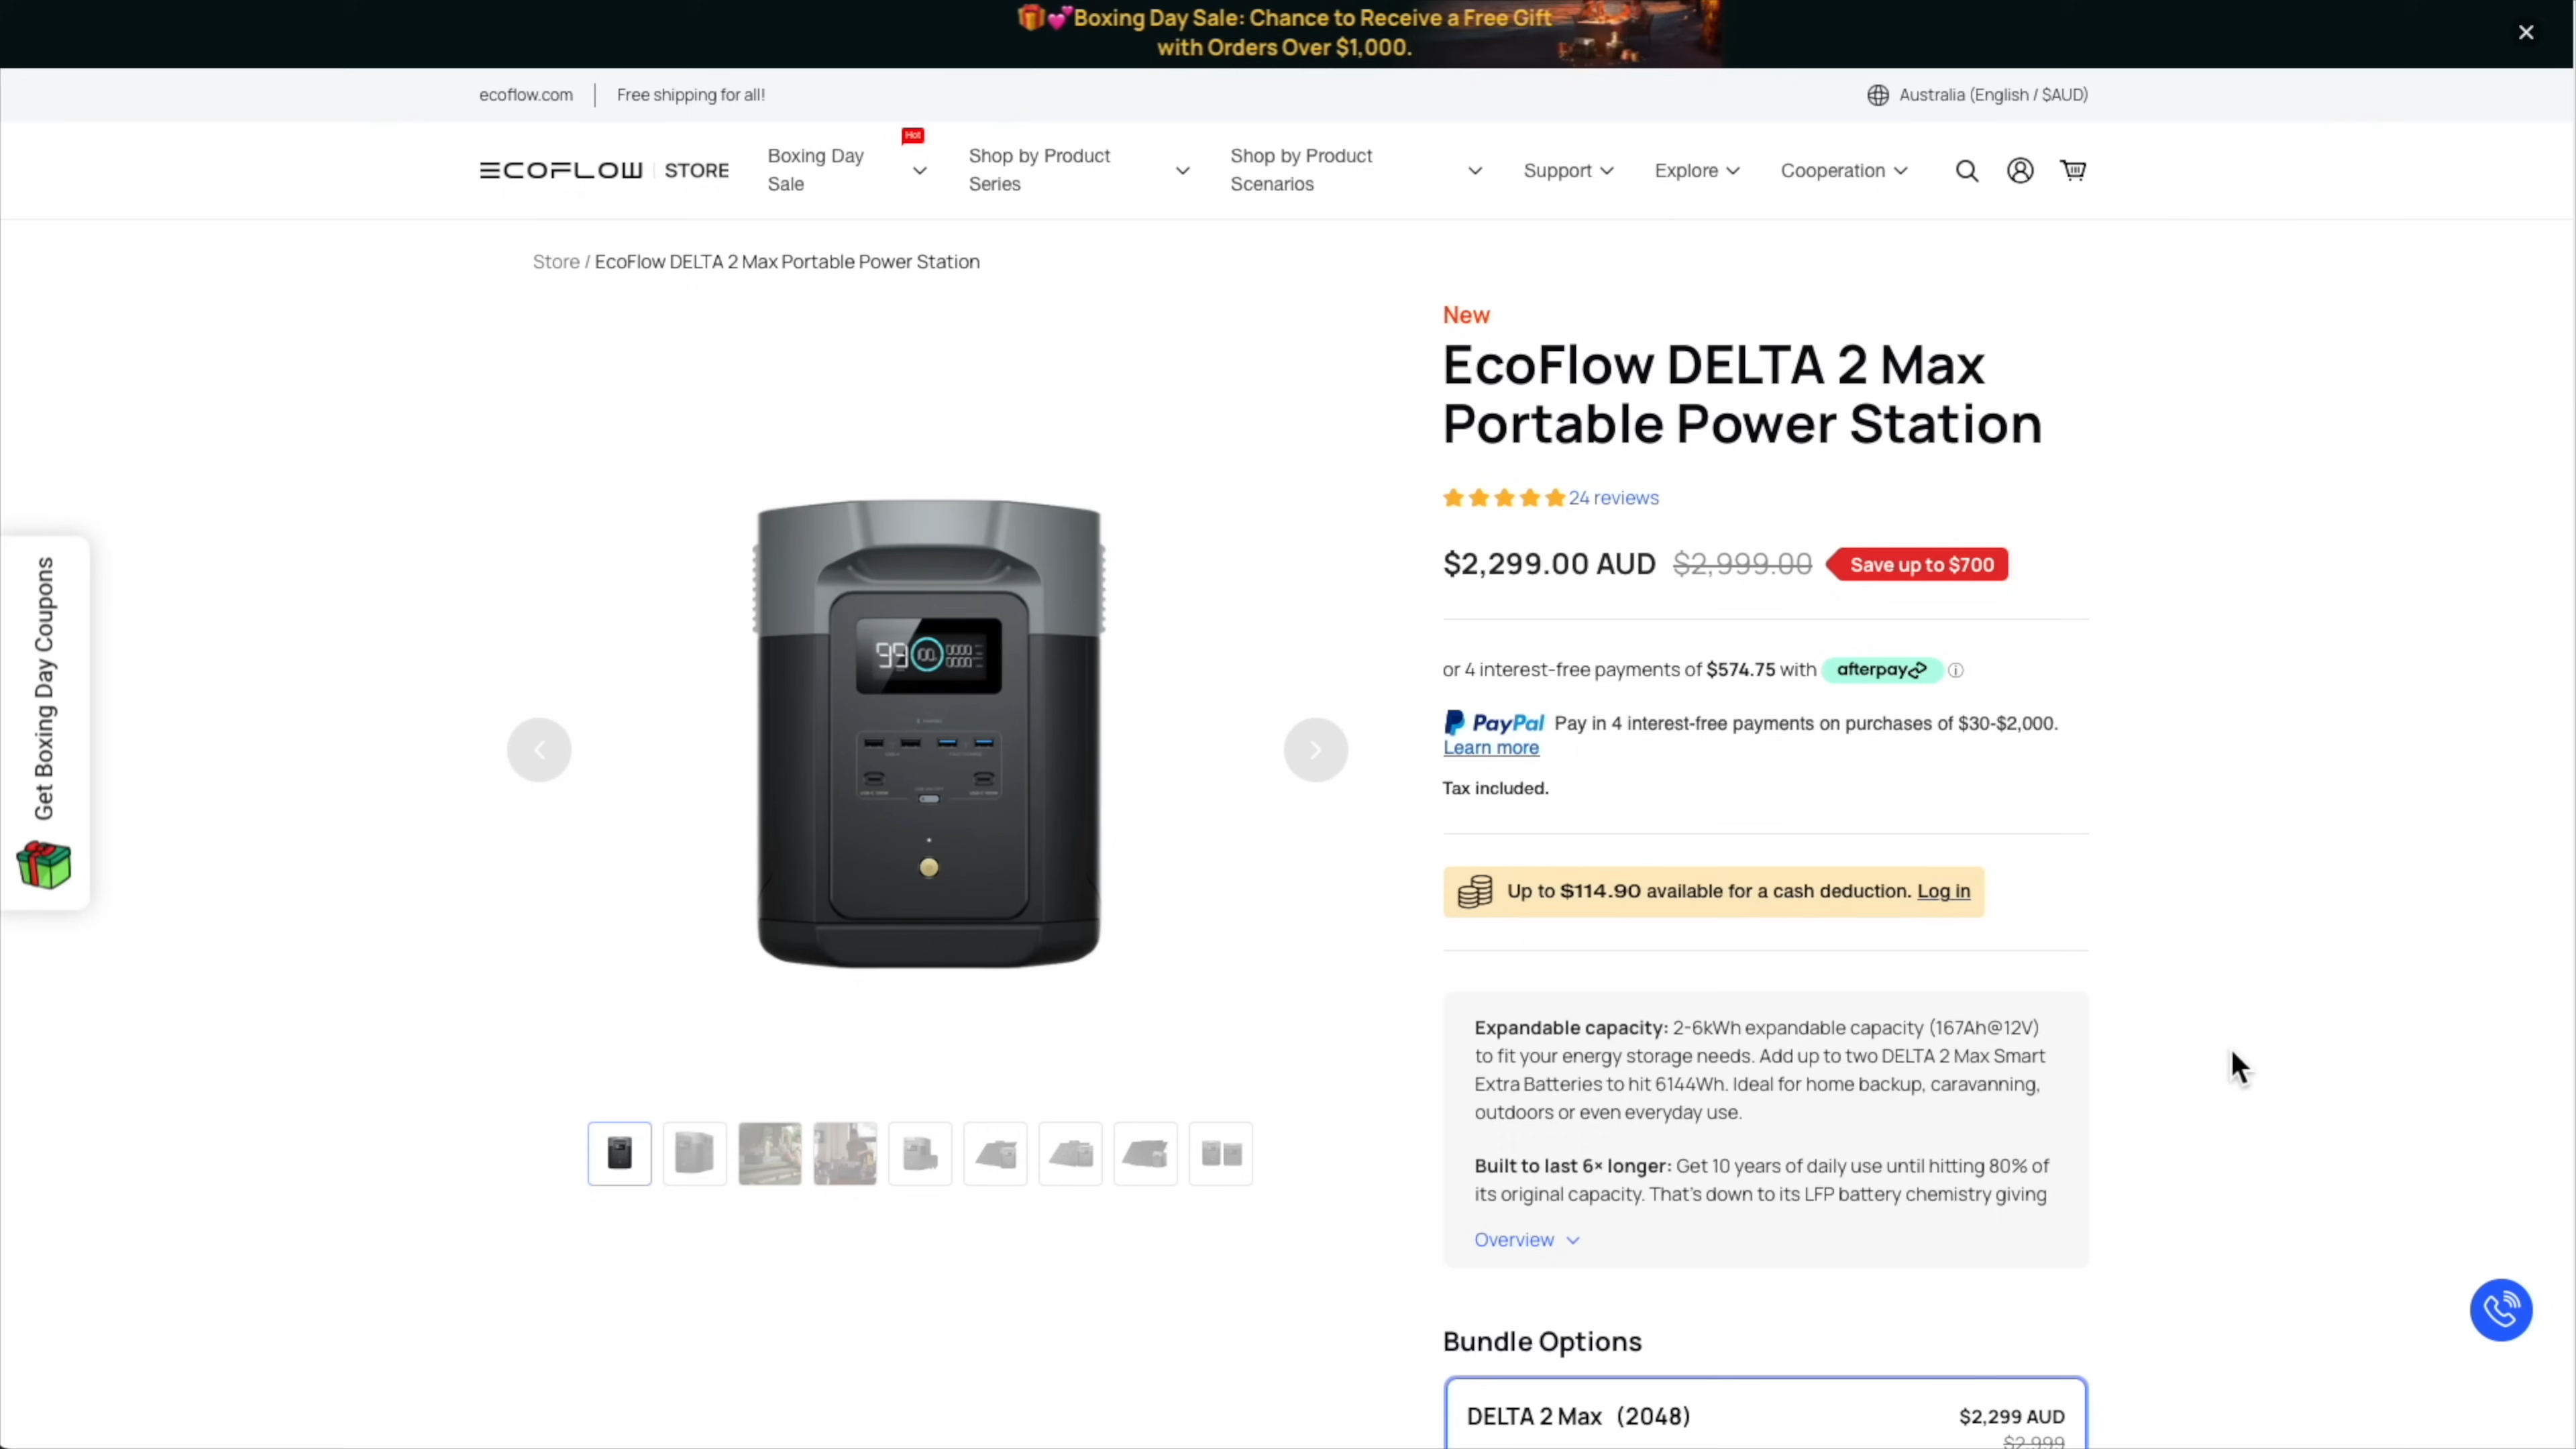 🎁💕Boxing Day Sale: Chance to Receive a Free Gift
with Orders Over $1,000.
ecoflow.com
Free shipping for all!
Australia (English / $AUD)
ECOFLOW
STORE
Boxing Day
Sale
Hot
Shop by Product
Series
Shop by Product
Scenarios
Support
Explore
Cooperation
Store / EcoFlow DELTA 2 Max Portable Power Station
New
EcoFlow DELTA 2 Max
Portable Power Station
24 reviews
$2,299.00 AUD $2,999.00 Save up to $700
or 4 interest-free payments of $574.75 with afterpay
PayPal Pay in 4 interest-free payments on purchases of $30-$2,000.
Learn more
Tax included.
Up to $114.90 available for a cash deduction. Log in
Expandable capacity: 2-6kWh expandable capacity (167Ah@12V)
to fit your energy storage needs. Add up to two DELTA 2 Max Smart
Extra Batteries to hit 6144Wh. Ideal for home backup, caravanning,
outdoors or even everyday use.
Built to last 6× longer: Get 10 years of daily use until hitting 80% of
its original capacity. That's down to its LFP battery chemistry giving
Overview
Bundle Options
DELTA 2 Max (2048)
$2,299 AUD
$2,999
Get Boxing Day Coupons
99
100